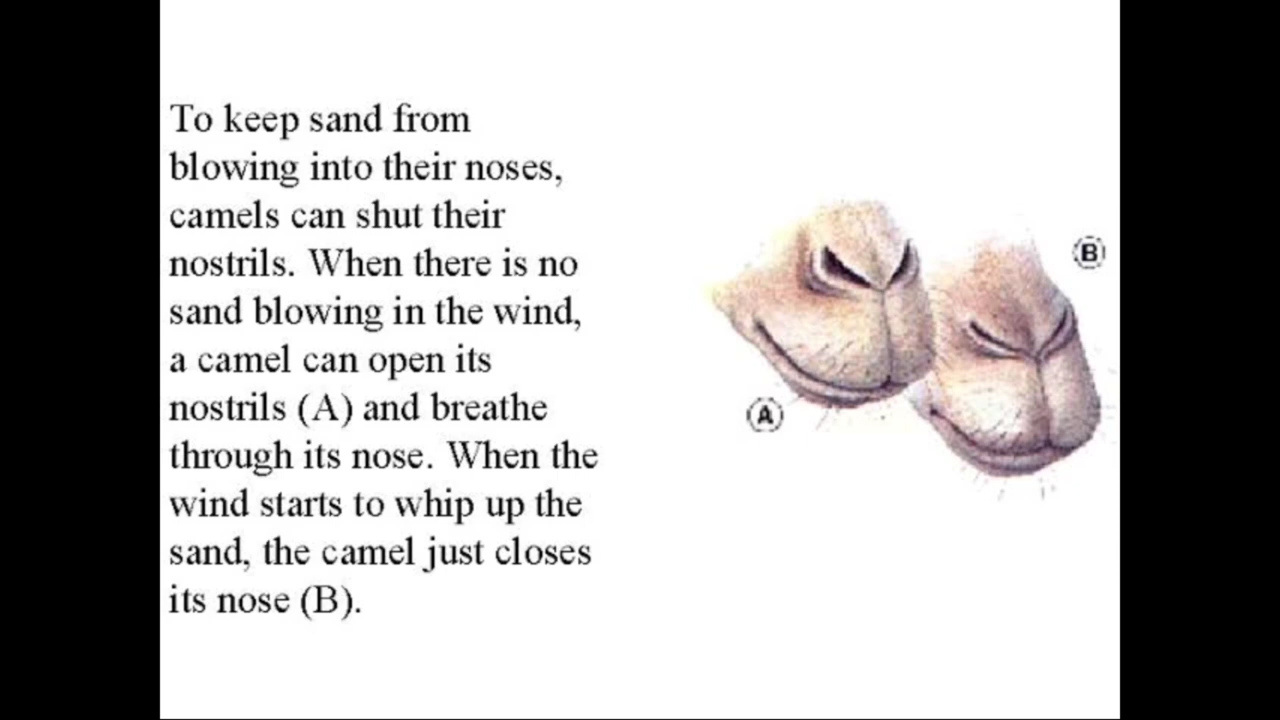 To keep sand from
blowing into their noses,
camels can shut their
nostrils. When there is no
sand blowing in the wind,
a camel can open its
nostrils (A) and breathe
through its nose. When the
wind starts to whip up the
sand, the camel just closes
its nose (B).
A
B